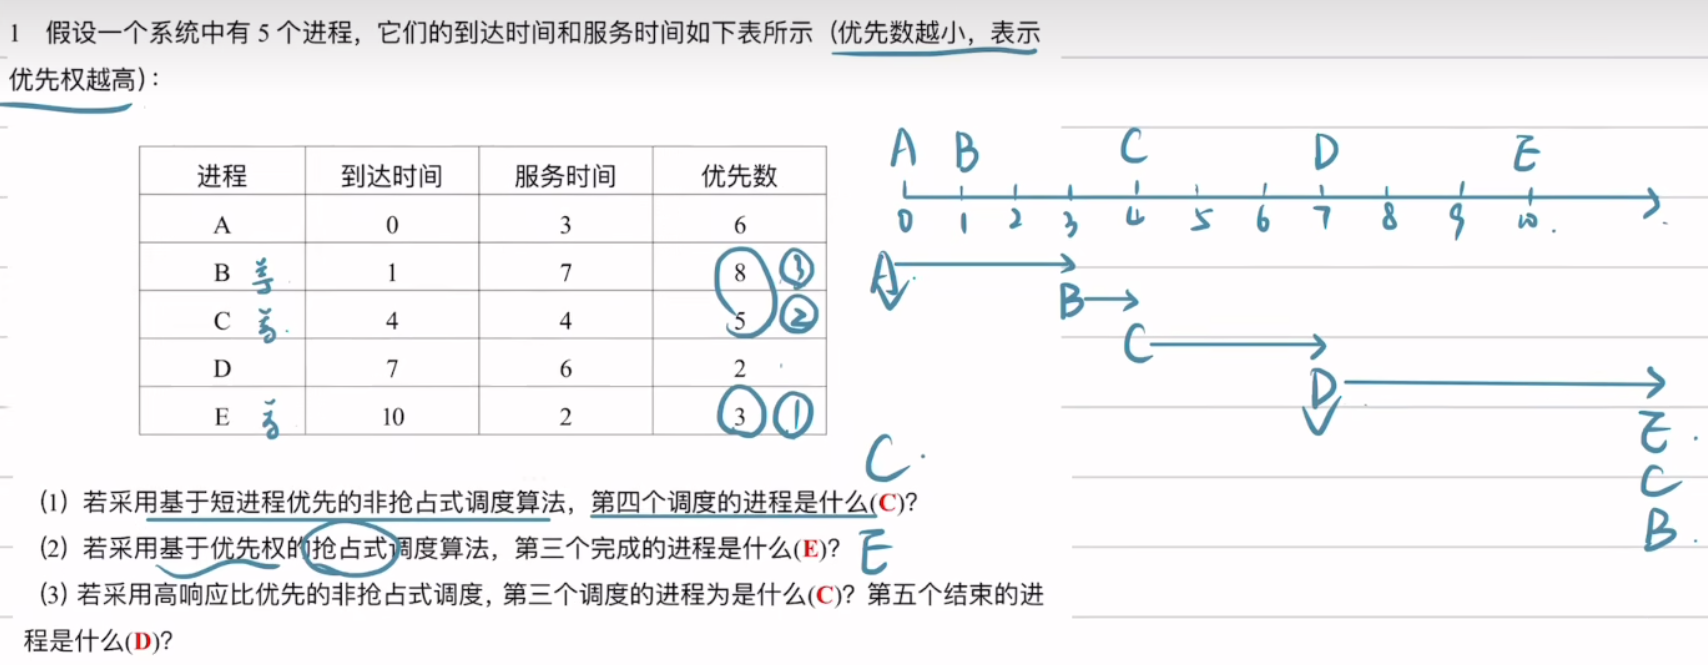 1 假设一个系统中有 5 个进程，它们的到达时间和服务时间如下表所示（优先数越小，表示
优先权越高）：
进程 到达时间 服务时间 优先数
A 0 3 6
B 1 7 8 ③
C 4 4 5 ②
D 7 6 2
E 10 2 3 ①
A B C D E
0 1 2 3 4 5 6 7 8 9 10
A
B
C
D
E
C
B
C
（1）若采用基于短进程优先的非抢占式调度算法，第四个调度的进程是什么(C)？
（2）若采用基于优先权的抢占式调度算法，第三个完成的进程是什么(E)？ E
（3）若采用高响应比优先的非抢占式调度，第三个调度的进程为是什么(C)？第五个结束的进
程是什么(D)？